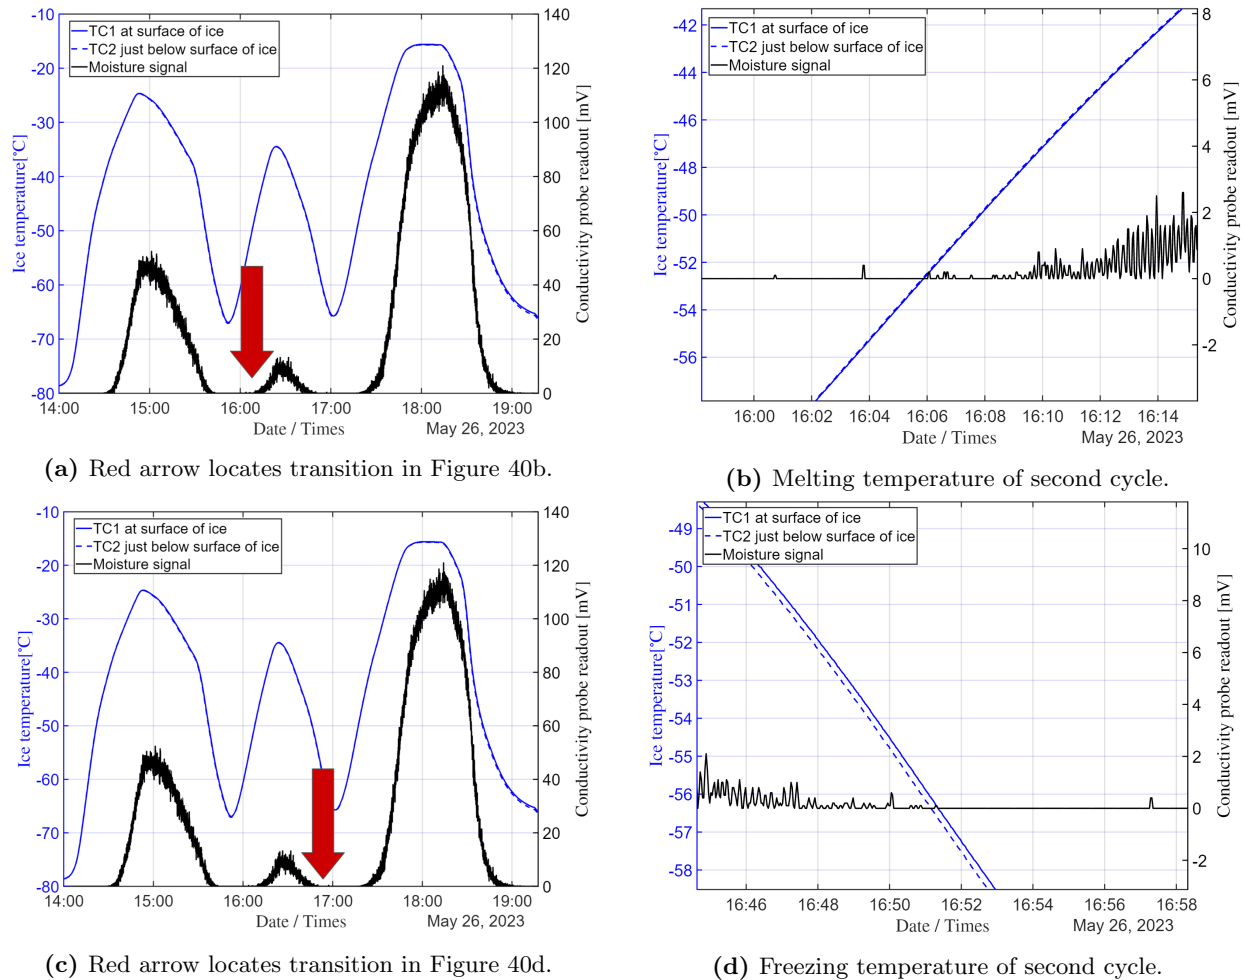 -10
-20
-30
-40
-50
-60
-70
-80
Ice temperature[°C]
TC1 at surface of ice
TC2 just below surface of ice
Moisture signal
140
120
100
80
60
40
20
0
Conductivity probe readout [mV]
14:00 15:00 16:00 17:00 18:00 19:00
Date / Times May 26, 2023
(a) Red arrow locates transition in Figure 40b.
-42
-44
-46
-48
-50
-52
-54
-56
Ice temperature[°C]
TC1 at surface of ice
TC2 just below surface of ice
Moisture signal
8
6
4
2
0
-2
Conductivity probe readout [mV]
16:00 16:02 16:04 16:06 16:08 16:10 16:12 16:14
Date / Times May 26, 2023
(b) Melting temperature of second cycle.
-10
-20
-30
-40
-50
-60
-70
-80
Ice temperature[°C]
TC1 at surface of ice
TC2 just below surface of ice
Moisture signal
140
120
100
80
60
40
20
0
Conductivity probe readout [mV]
14:00 15:00 16:00 17:00 18:00 19:00
Date / Times May 26, 2023
(c) Red arrow locates transition in Figure 40d.
-49
-50
-51
-52
-53
-54
-55
-56
-57
-58
Ice temperature[°C]
TC1 at surface of ice
TC2 just below surface of ice
Moisture signal
10
8
6
4
2
0
-2
Conductivity probe readout [mV]
16:46 16:48 16:50 16:52 16:54 16:56 16:58
Date / Times May 26, 2023
(d) Freezing temperature of second cycle.